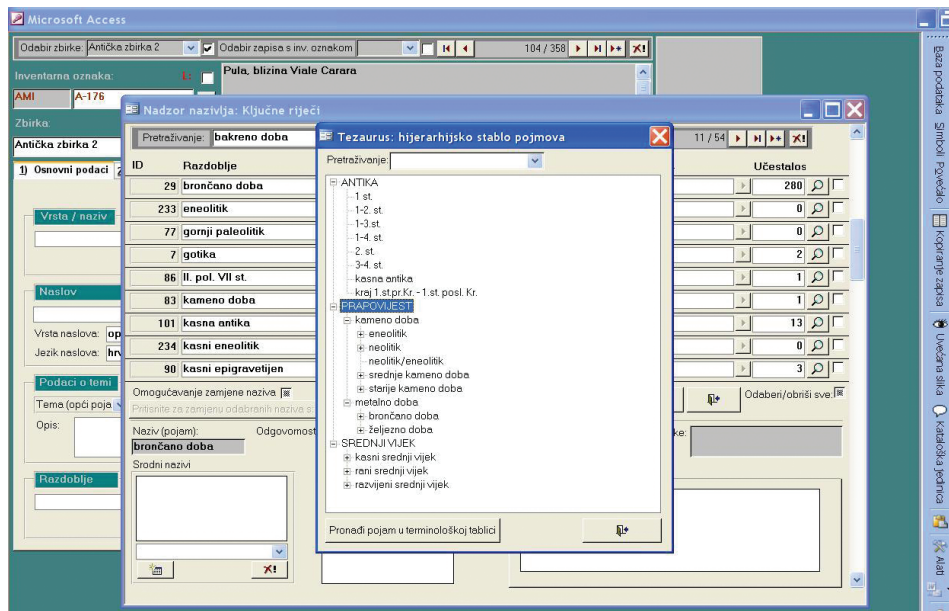 Microsoft Access
Odabir zbirke: Antička zbirka 2 Odabir zapisa s inv. oznakom 104 / 358
Inventarna oznaka: L:
AMI A-176
Pula, blizina Viale Carara
Zbirka:
Antička zbirka 2
1) Osnovni podaci 2
Vrsta / naziv
Naslov
Vrsta naslova: op
Jezik naslova: hrv
Podaci o temi
Tema (opći poja
Opis:
Razdoblje
Nadzor nazivlja: Ključne riječi
Pretraživanje: bakreno doba 11 / 54
ID Razdoblje Učestalos
29 brončano doba 280
233 eneolitik 0
77 gornji paleolitik 0
7 gotika 2
86 II. pol. VII st. 1
83 kameno doba 1
101 kasna antika 13
234 kasni eneolitik 0
90 kasni epigravetijen 3
Omogućavanje zamjene naziva
Pritisnite za zamjenu odabranih naziva s:
Odaberi/obriši sve:
Naziv (pojam): Odgovornost
ke:
brončano doba
Srodni nazivi
Tezaurus: hijerarhijsko stablo pojmova
Pretraživanje:
ANTIKA
1 st.
1-2. st.
1-3.st.
1-4. st.
2. st.
3-4. st.
kasna antika
kraj 1.st.pr.Kr. - 1.st. posl. Kr.
PRAPOVIJEST
kameno doba
eneolitik
neolitik
neolitik/eneolitik
srednje kameno doba
starije kameno doba
metalno doba
brončano doba
željezno doba
SREDNJI VIJEK
kasni srednji vijek
rani srednji vijek
razvijeni srednji vijek
Pronađi pojam u terminološkoj tablici
Baza podataka
Simboli
Povećalo
Kopiranje zapisa
Uvećana slika
Kataloška jedinica
Alati